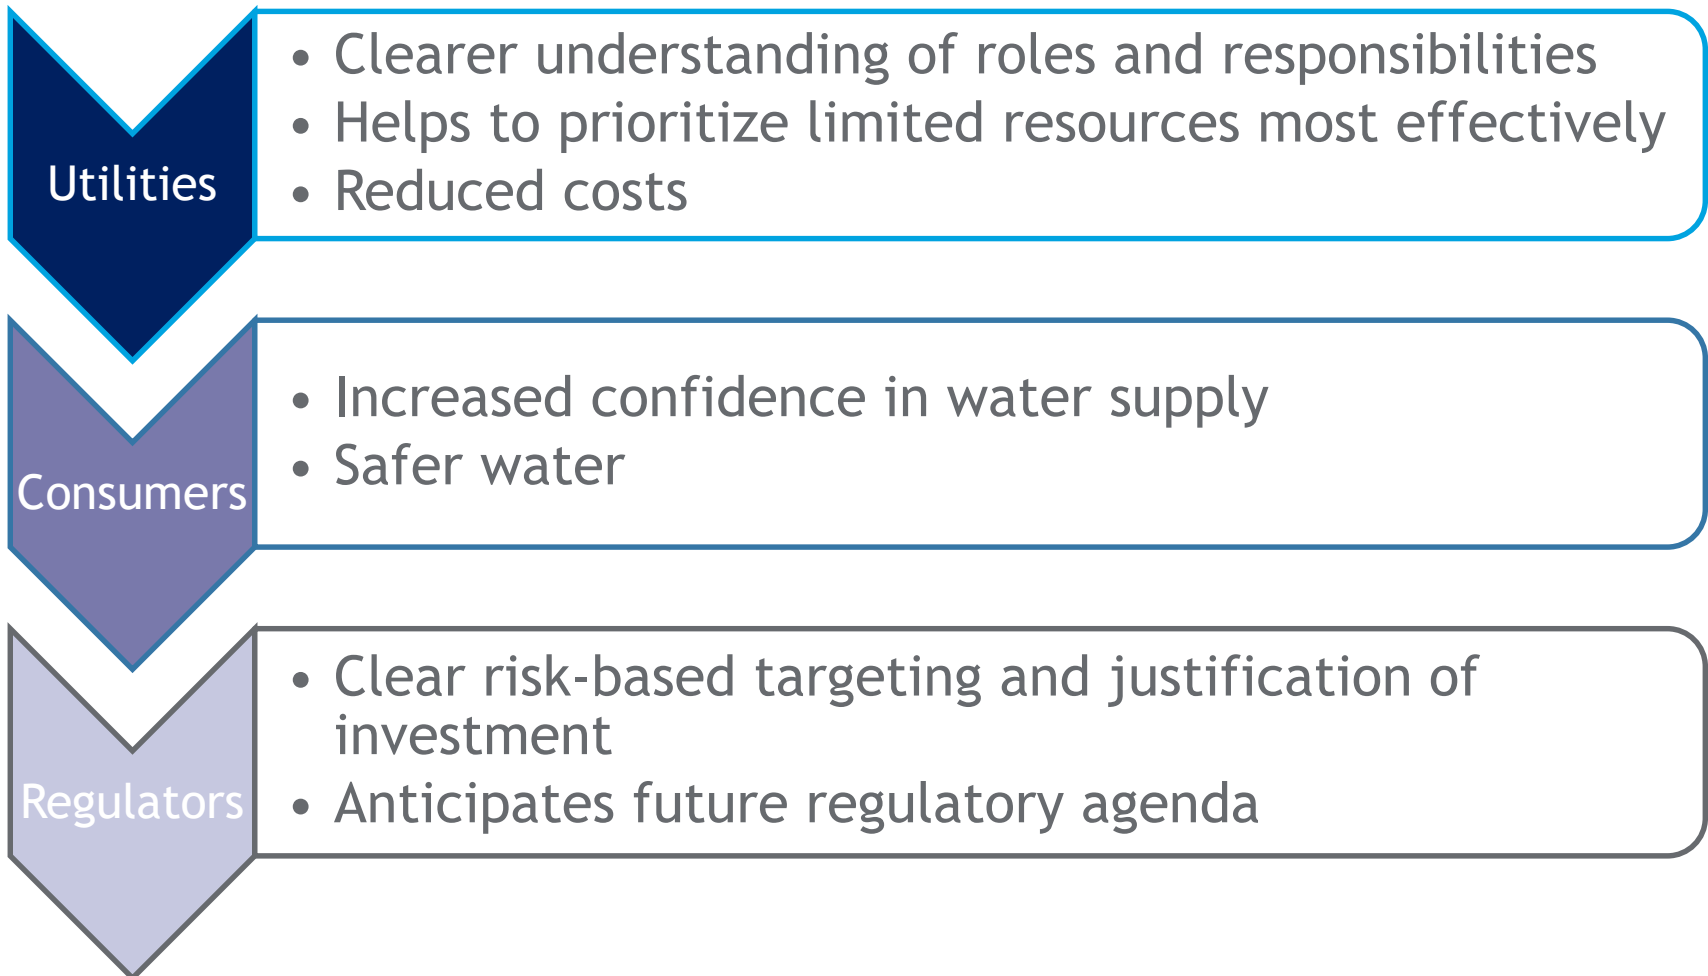 Utilities
• Clearer understanding of roles and responsibilities
• Helps to prioritize limited resources most effectively
• Reduced costs
Consumers
• Increased confidence in water supply
• Safer water
Regulators
• Clear risk-based targeting and justification of
investment
• Anticipates future regulatory agenda